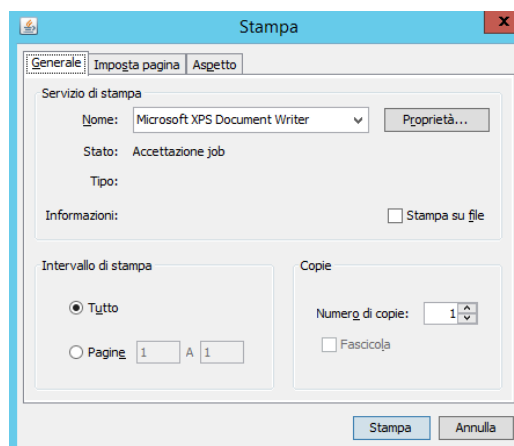 Stampa
Generale Imposta pagina Aspetto
Servizio di stampa
Nome: Microsoft XPS Document Writer Proprietà...
Stato: Accettazione job
Tipo:
Informazioni: Stampa su file
Intervallo di stampa Copie
Tutto Numero di copie: 1
Pagine 1 A 1 Fascicola
Stampa Annulla